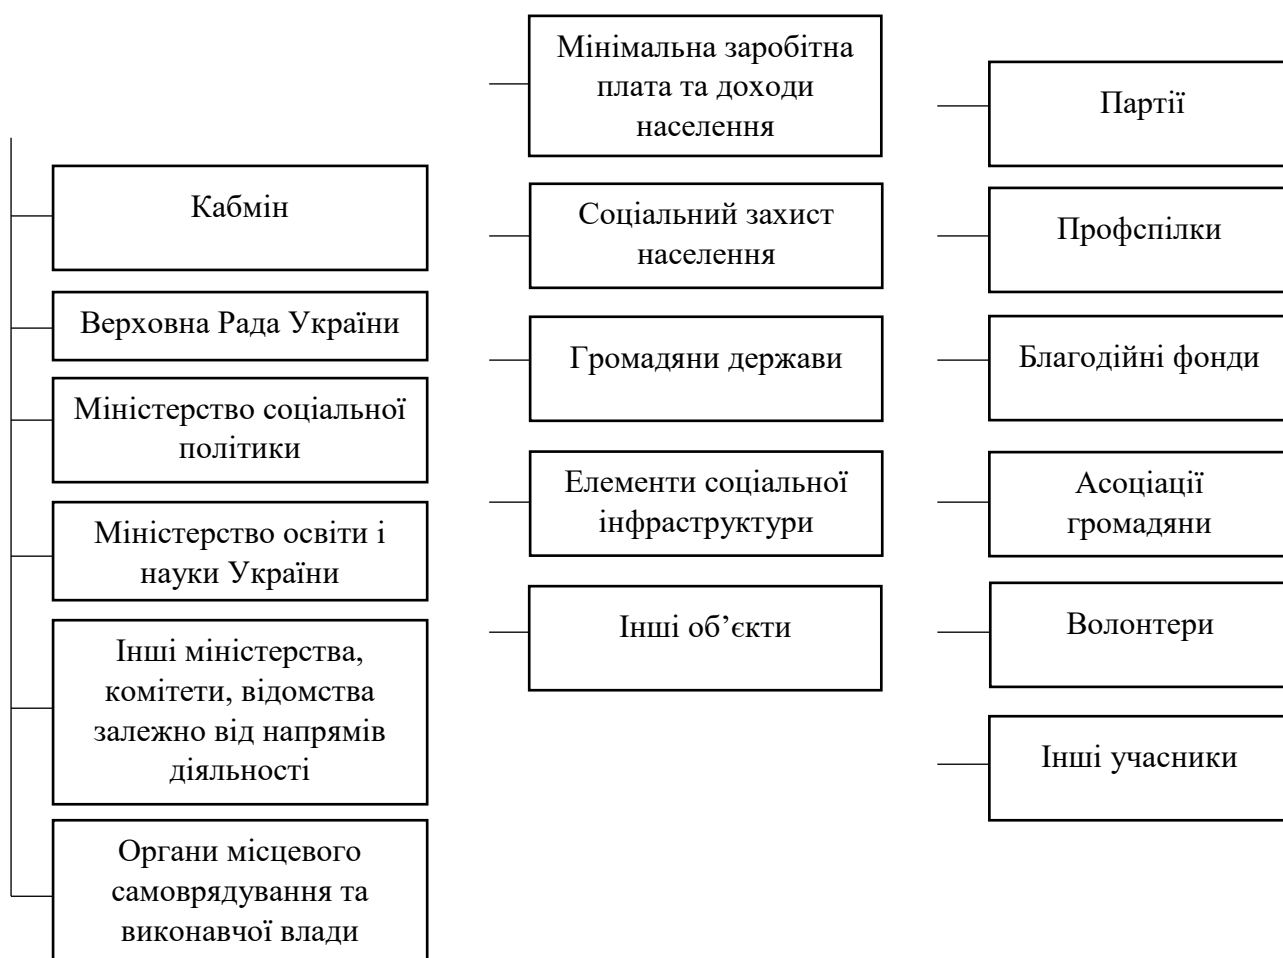 Кабмін
Верховна Рада України
Міністерство соціальної
політики
Міністерство освіти і
науки України
Інші міністерства,
комітети, відомства
залежно від напрямів
діяльності
Органи місцевого
самоврядування та
виконавчої влади
Мінімальна заробітна
плата та доходи
населення
Соціальний захист
населення
Громадяни держави
Елементи соціальної
інфраструктури
Інші об’єкти
Партії
Профспілки
Благодійні фонди
Асоціації
громадяни
Волонтери
Інші учасники